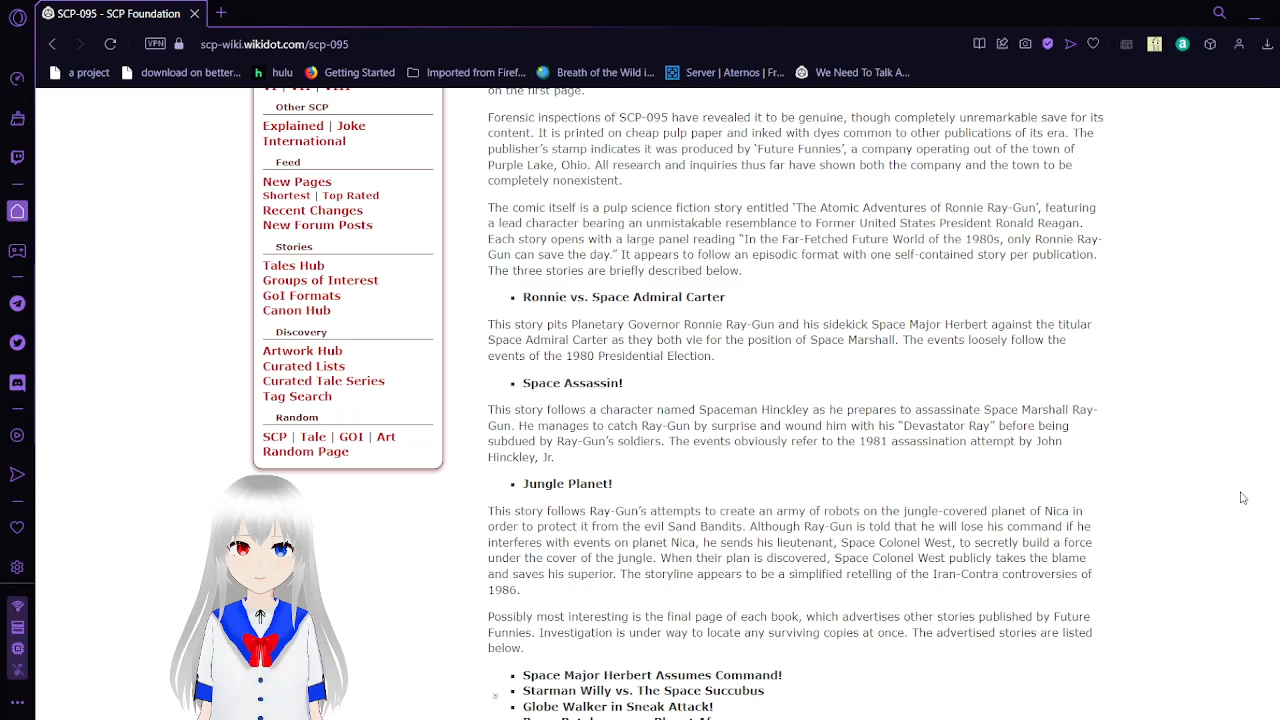 SCP-095 - SCP Foundation
VPN
scp-wiki.wikidot.com/scp-095
a project
download on better...
hulu
Getting Started
Imported from Firef...
Breath of the Wild i...
Server | Aternos | Fr...
We Need To Talk A...
Other SCP
Explained | Joke
International
Feed
New Pages
Shortest | Top Rated
Recent Changes
New Forum Posts
Stories
Tales Hub
Groups of Interest
GoI Formats
Canon Hub
Discovery
Artwork Hub
Curated Lists
Curated Tale Series
Tag Search
Random
SCP | Tale | GOI | Art
Random Page
on the first page.
Forensic inspections of SCP-095 have revealed it to be genuine, though completely unremarkable save for its
content. It is printed on cheap pulp paper and inked with dyes common to other publications of its era. The
publisher's stamp indicates it was produced by 'Future Funnies', a company operating out of the town of
Purple Lake, Ohio. All research and inquiries thus far have shown both the company and the town to be
completely nonexistent.
The comic itself is a pulp science fiction story entitled 'The Atomic Adventures of Ronnie Ray-Gun', featuring
a lead character bearing an unmistakable resemblance to Former United States President Ronald Reagan.
Each story opens with a large panel reading "In the Far-Fetched Future World of the 1980s, only Ronnie Ray-
Gun can save the day." It appears to follow an episodic format with one self-contained story per publication.
The three stories are briefly described below.
Ronnie vs. Space Admiral Carter
This story pits Planetary Governor Ronnie Ray-Gun and his sidekick Space Major Herbert against the titular
Space Admiral Carter as they both vie for the position of Space Marshall. The events loosely follow the
events of the 1980 Presidential Election.
Space Assassin!
This story follows a character named Spaceman Hinckley as he prepares to assassinate Space Marshall Ray-
Gun. He manages to catch Ray-Gun by surprise and wound him with his "Devastator Ray" before being
subdued by Ray-Gun's soldiers. The events obviously refer to the 1981 assassination attempt by John
Hinckley, Jr.
Jungle Planet!
This story follows Ray-Gun's attempts to create an army of robots on the jungle-covered planet of Nica in
order to protect it from the evil Sand Bandits. Although Ray-Gun is told that he will lose his command if he
interferes with events on planet Nica, he sends his lieutenant, Space Colonel West, to secretly build a force
under the cover of the jungle. When their plan is discovered, Space Colonel West publicly takes the blame
and saves his superior. The storyline appears to be a simplified retelling of the Iran-Contra controversies of
1986.
Possibly most interesting is the final page of each book, which advertises other stories published by Future
Funnies. Investigation is under way to locate any surviving copies at once. The advertised stories are listed
below.
Space Major Herbert Assumes Command!
Starman Willy vs. The Space Succubus
Globe Walker in Sneak Attack!